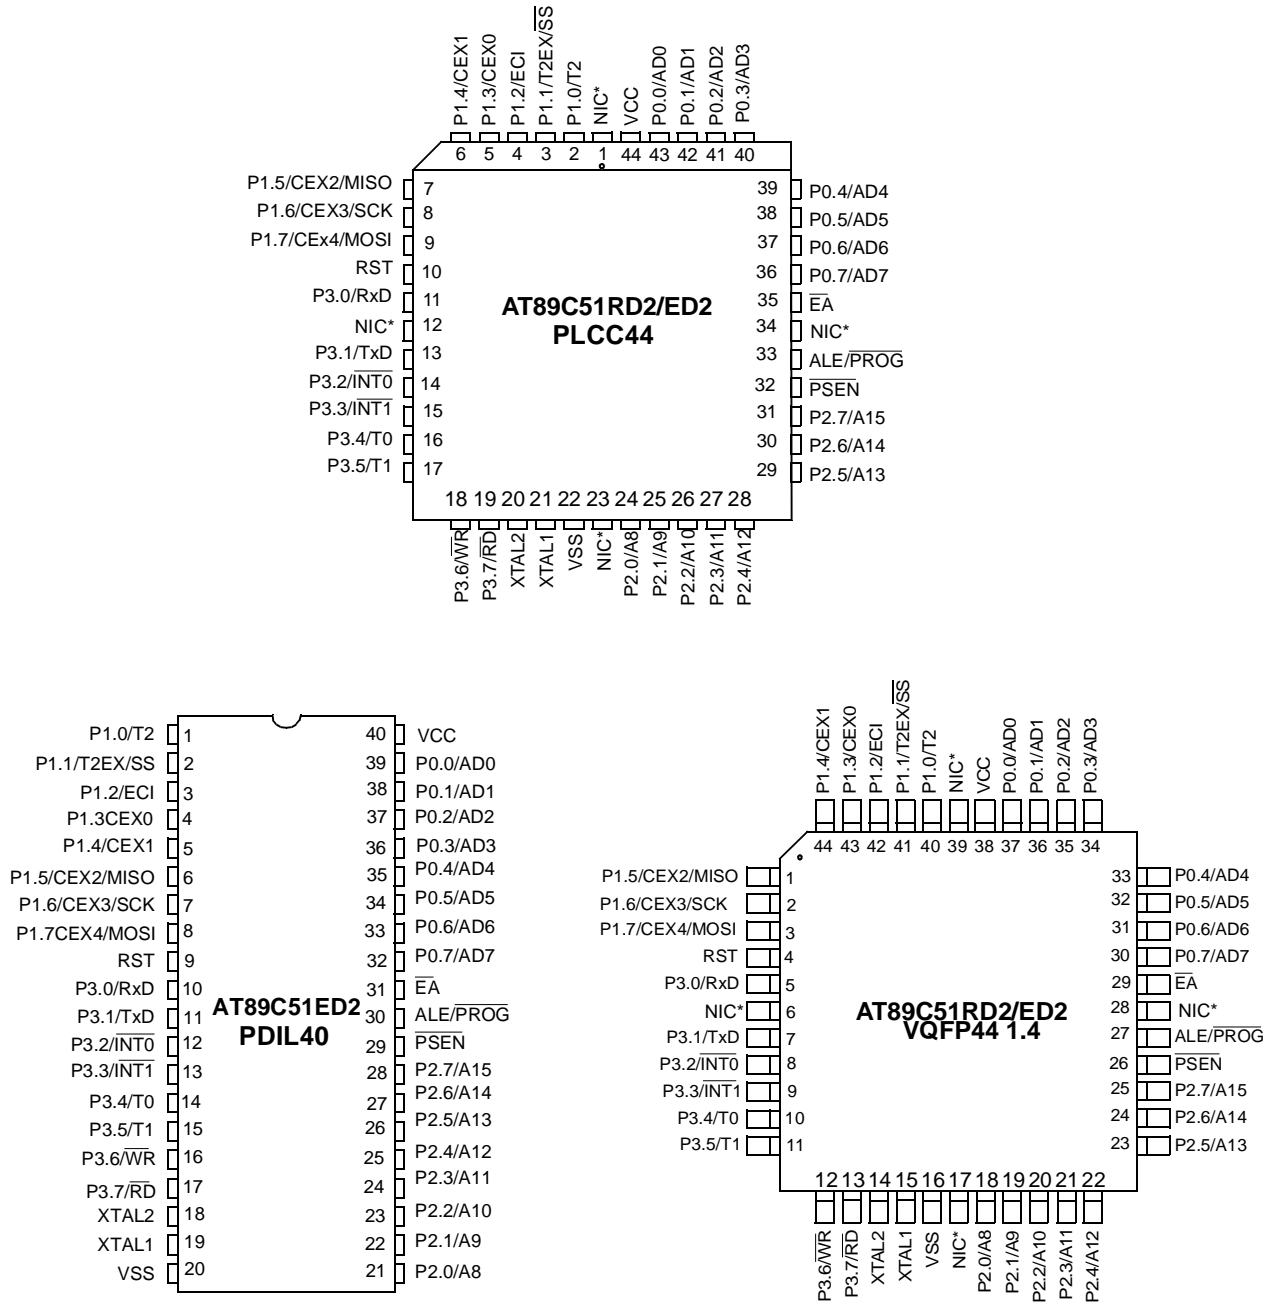 P1.4/CEX1
P1.3/CEX0
P1.2/ECI
P1.1/T2EX/S̅S̅
P1.0/T2
NIC*
VCC
P0.0/AD0
P0.1/AD1
P0.2/AD2
P0.3/AD3
6 5 4 3 2 1 44 43 42 41 40
P1.5/CEX2/MISO 7
P1.6/CEX3/SCK 8
P1.7/CEx4/MOSI 9
RST 10
P3.0/RxD 11
NIC* 12
P3.1/TxD 13
P3.2/I̅N̅T̅0̅ 14
P3.3/I̅N̅T̅1̅ 15
P3.4/T0 16
P3.5/T1 17
AT89C51RD2/ED2
PLCC44
39 P0.4/AD4
38 P0.5/AD5
37 P0.6/AD6
36 P0.7/AD7
35 E̅A̅
34 NIC*
33 ALE/P̅R̅O̅G̅
32 P̅S̅E̅N̅
31 P2.7/A15
30 P2.6/A14
29 P2.5/A13
18 19 20 21 22 23 24 25 26 27 28
P3.6/W̅R̅
P3.7/R̅D̅
XTAL2
XTAL1
VSS
NIC*
P2.0/A8
P2.1/A9
P2.2/A10
P2.3/A11
P2.4/A12
P1.0/T2 1
P1.1/T2EX/SS 2
P1.2/ECI 3
P1.3CEX0 4
P1.4/CEX1 5
P1.5/CEX2/MISO 6
P1.6/CEX3/SCK 7
P1.7CEX4/MOSI 8
RST 9
P3.0/RxD 10
P3.1/TxD 11
P3.2/I̅N̅T̅0̅ 12
P3.3/I̅N̅T̅1̅ 13
P3.4/T0 14
P3.5/T1 15
P3.6/W̅R̅ 16
P3.7/R̅D̅ 17
XTAL2 18
XTAL1 19
VSS 20
AT89C51ED2
PDIL40
40 VCC
39 P0.0/AD0
38 P0.1/AD1
37 P0.2/AD2
36 P0.3/AD3
35 P0.4/AD4
34 P0.5/AD5
33 P0.6/AD6
32 P0.7/AD7
31 E̅A̅
30 ALE/P̅R̅O̅G̅
29 P̅S̅E̅N̅
28 P2.7/A15
27 P2.6/A14
26 P2.5/A13
25 P2.4/A12
24 P2.3/A11
23 P2.2/A10
22 P2.1/A9
21 P2.0/A8
P1.4/CEX1
P1.3/CEX0
P1.2/ECI
P1.1/T2EX/S̅S̅
P1.0/T2
NIC*
VCC
P0.0/AD0
P0.1/AD1
P0.2/AD2
P0.3/AD3
44 43 42 41 40 39 38 37 36 35 34
P1.5/CEX2/MISO 1
P1.6/CEX3/SCK 2
P1.7/CEX4/MOSI 3
RST 4
P3.0/RxD 5
NIC* 6
P3.1/TxD 7
P3.2/I̅N̅T̅0̅ 8
P3.3/I̅N̅T̅1̅ 9
P3.4/T0 10
P3.5/T1 11
AT89C51RD2/ED2
VQFP44 1.4
33 P0.4/AD4
32 P0.5/AD5
31 P0.6/AD6
30 P0.7/AD7
29 E̅A̅
28 NIC*
27 ALE/P̅R̅O̅G̅
26 P̅S̅E̅N̅
25 P2.7/A15
24 P2.6/A14
23 P2.5/A13
12 13 14 15 16 17 18 19 20 21 22
P3.6/W̅R̅
P3.7/R̅D̅
XTAL2
XTAL1
VSS
NIC*
P2.0/A8
P2.1/A9
P2.2/A10
P2.3/A11
P2.4/A12